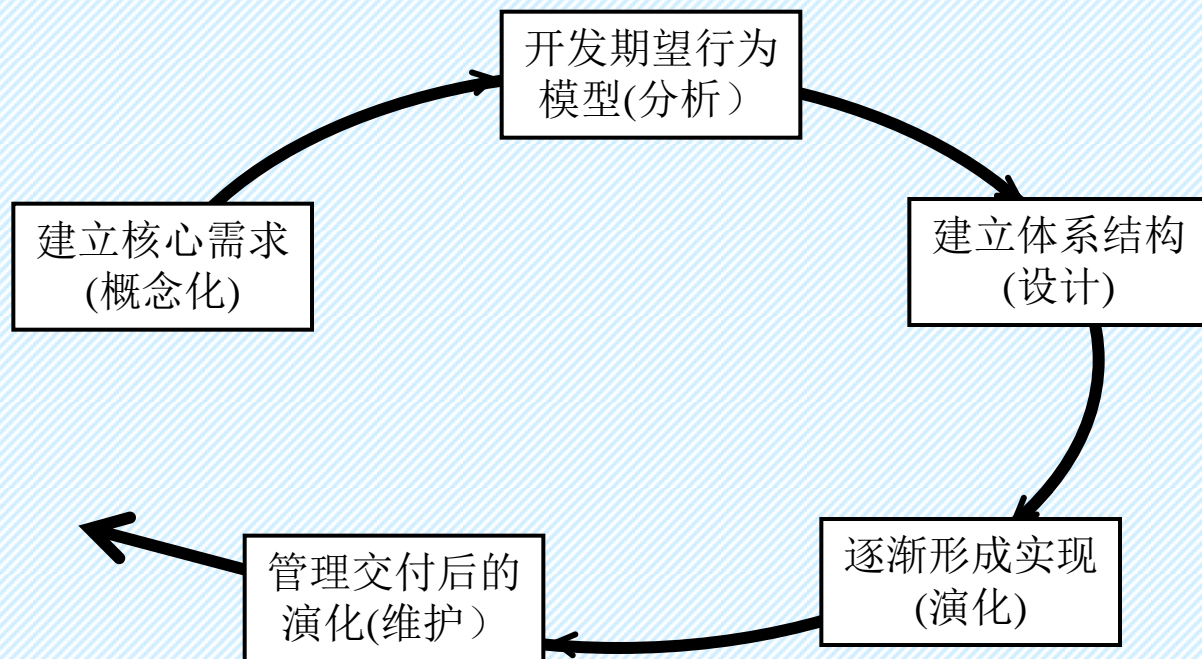 开发期望行为
模型(分析）
建立核心需求
(概念化)
建立体系结构
(设计)
逐渐形成实现
(演化)
管理交付后的
演化(维护）